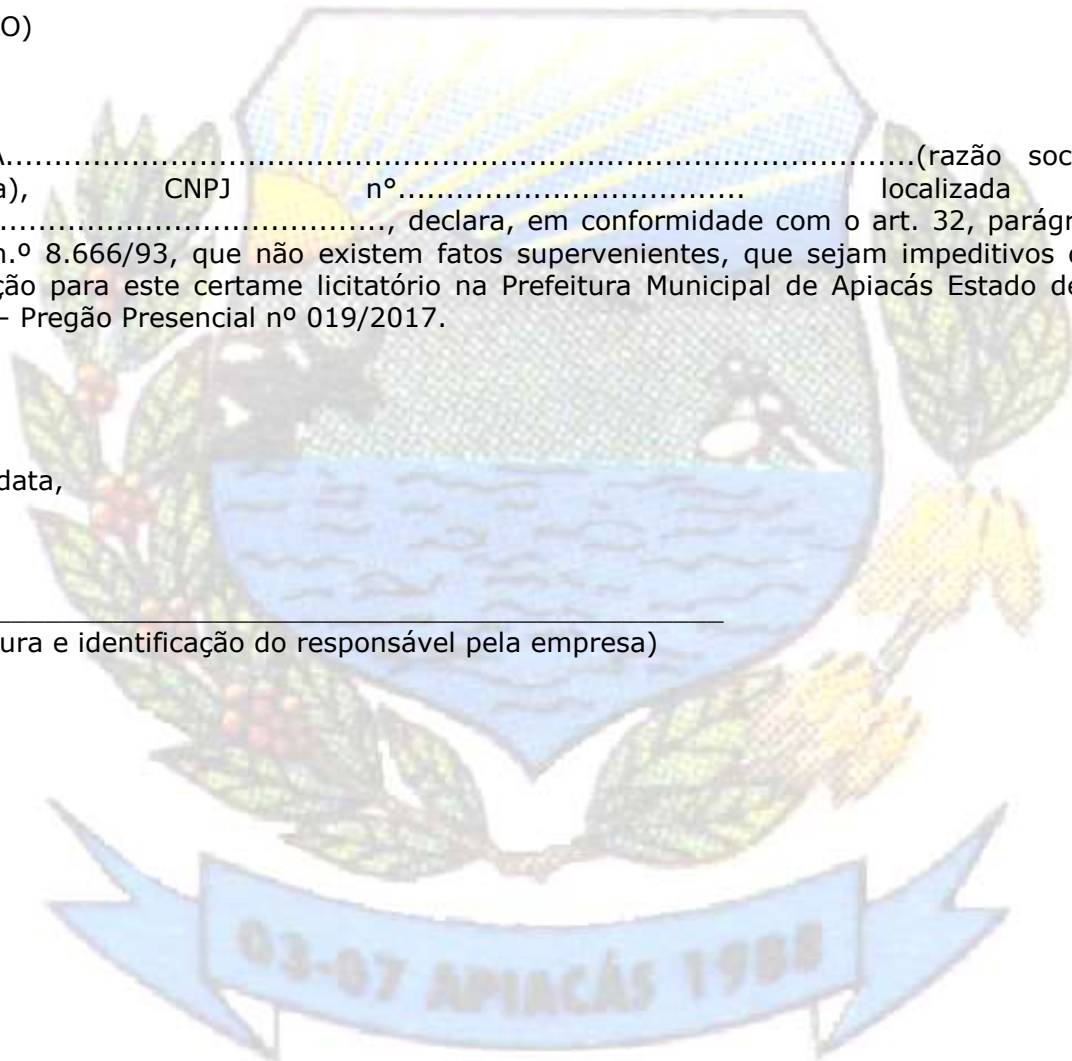 O)
A......................................................................................(razão soc
a), CNPJ nº.................................. localizada
......................................, declara, em conformidade com o art. 32, parágr
n.º 8.666/93, que não existem fatos supervenientes, que sejam impeditivos
ção para este certame licitatório na Prefeitura Municipal de Apiacás Estado de
– Pregão Presencial nº 019/2017.
data,
______________________________________________________
ura e identificação do responsável pela empresa)
03-07 APIACÁS 1988